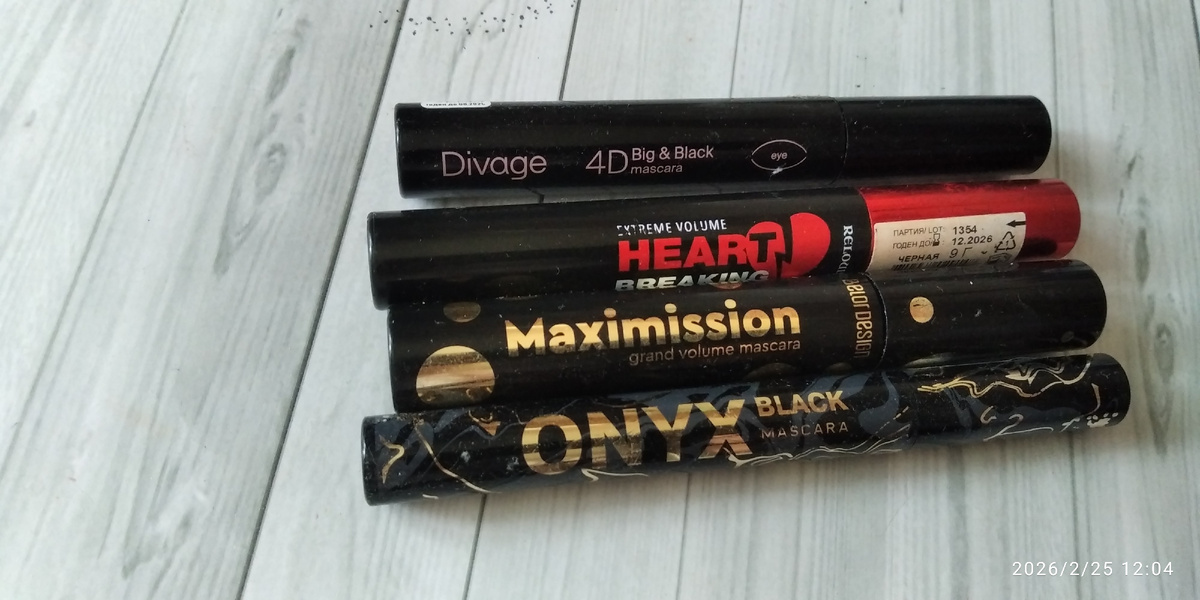 Divage
4D Big & Black
mascara
eye
EXTREME VOLUME
HEART
BREAKING
ПАРТИЯ/LOT 1354
ГОДЕН ДО 12.2026
ЧЕРНАЯ 9 Г
Maximission
grand volume mascara
BelorDesign
ONYX BLACK
MASCARA
2026/2/25 12:04